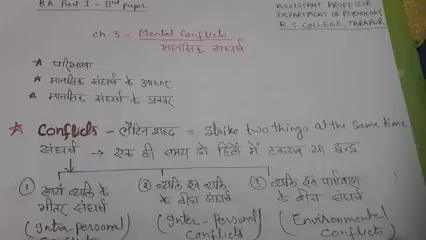 B.A. Part I - IInd Paper
ASSISTANT PROFESSOR
DEPARTMENT OF PSYCHOLOGY
R.S. COLLEGE, TARAPUR
Ch. 3 - Mental Conflicts
मानसिक संघर्ष
★ परिभाषा
★ मानसिक संघर्ष के
★ मानसिक संघर्ष के प्रकार
★ Conflicts - लैटिन शब्द = Strike two things at the same time
संघर्ष → एक ही समय दो हितों में टकराव या द्वन्द्व
① स्वयं व्यक्ति के भीतर संघर्ष (Intra-personal
② व्यक्ति एवं व्यक्ति के बीच संघर्ष (Inter-Personal Conflicts)
③ व्यक्ति एवं पर्यावरण के बीच संघर्ष (Environmental Conflicts)